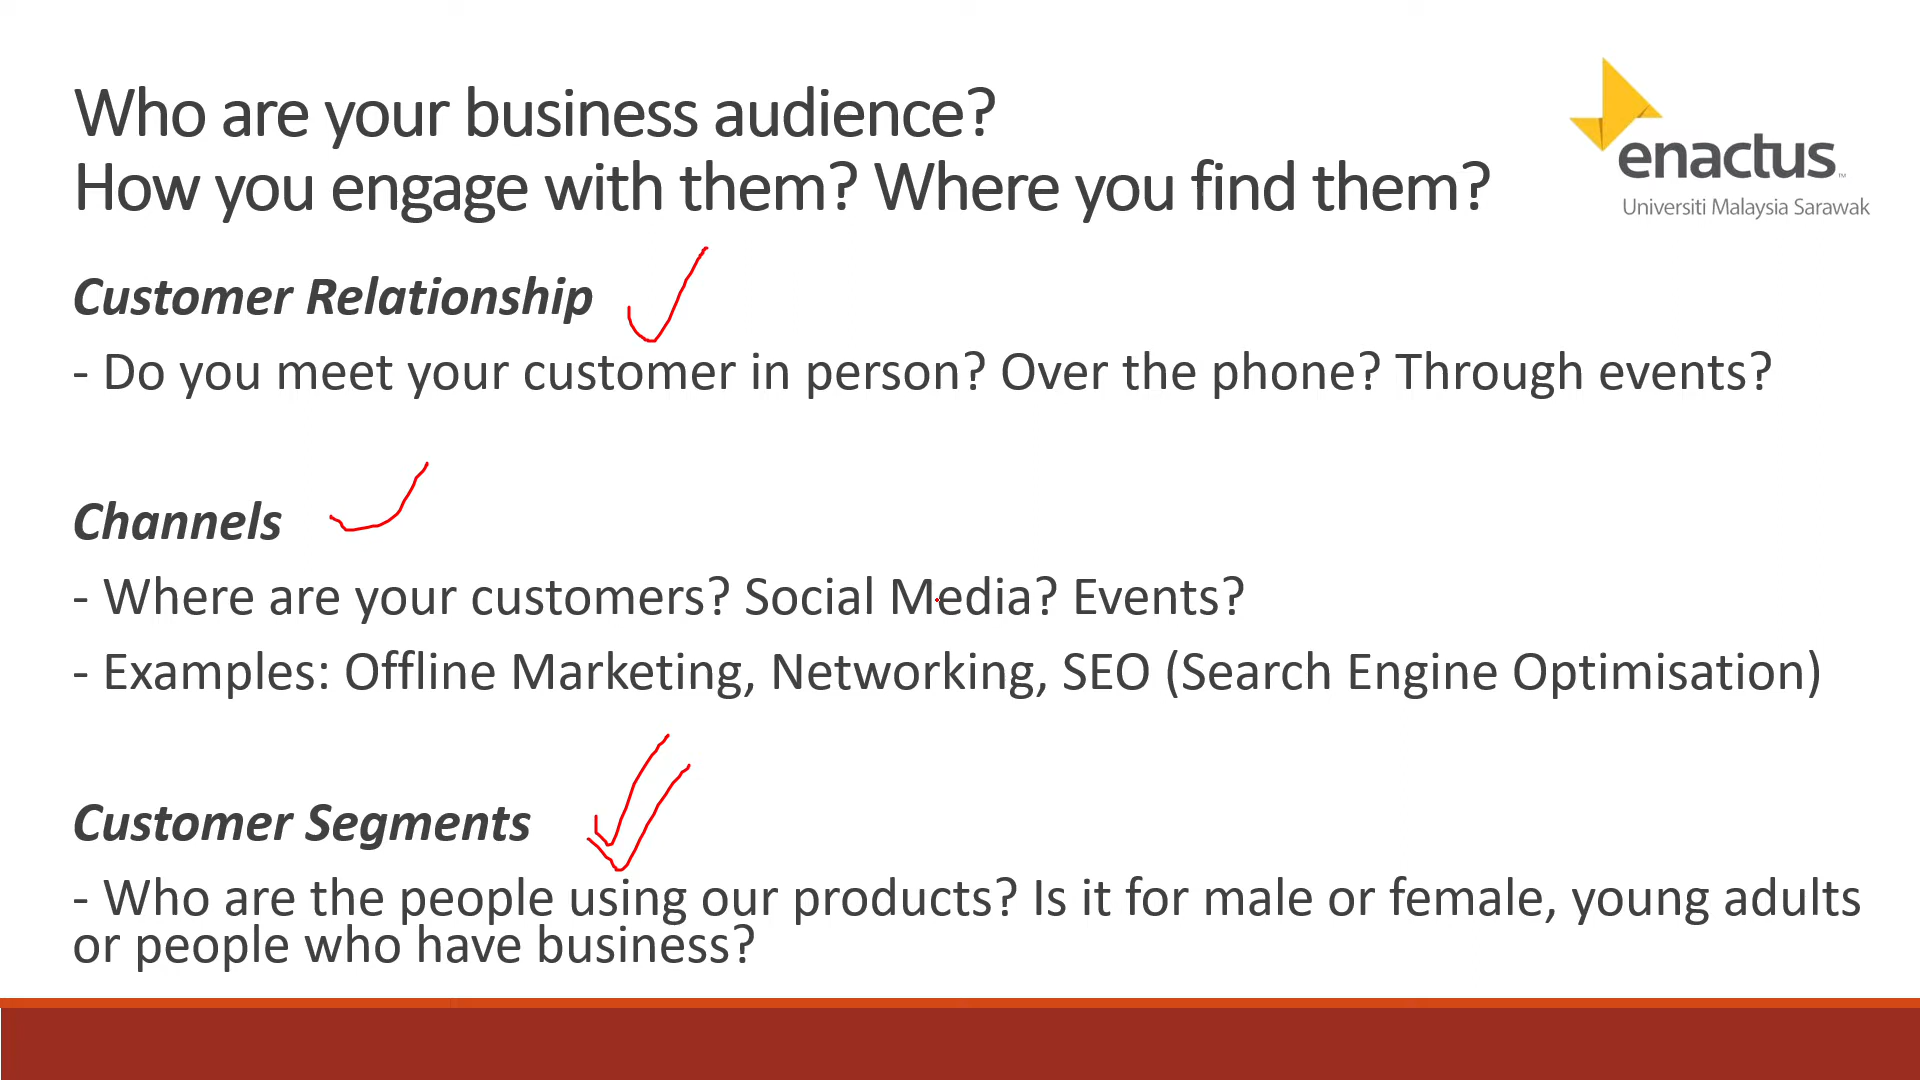 Who are your business audience?
How you engage with them? Where you find them?
enactus™
Universiti Malaysia Sarawak
Customer Relationship
- Do you meet your customer in person? Over the phone? Through events?
Channels
- Where are your customers? Social Media? Events?
- Examples: Offline Marketing, Networking, SEO (Search Engine Optimisation)
Customer Segments
- Who are the people using our products? Is it for male or female, young adults
or people who have business?